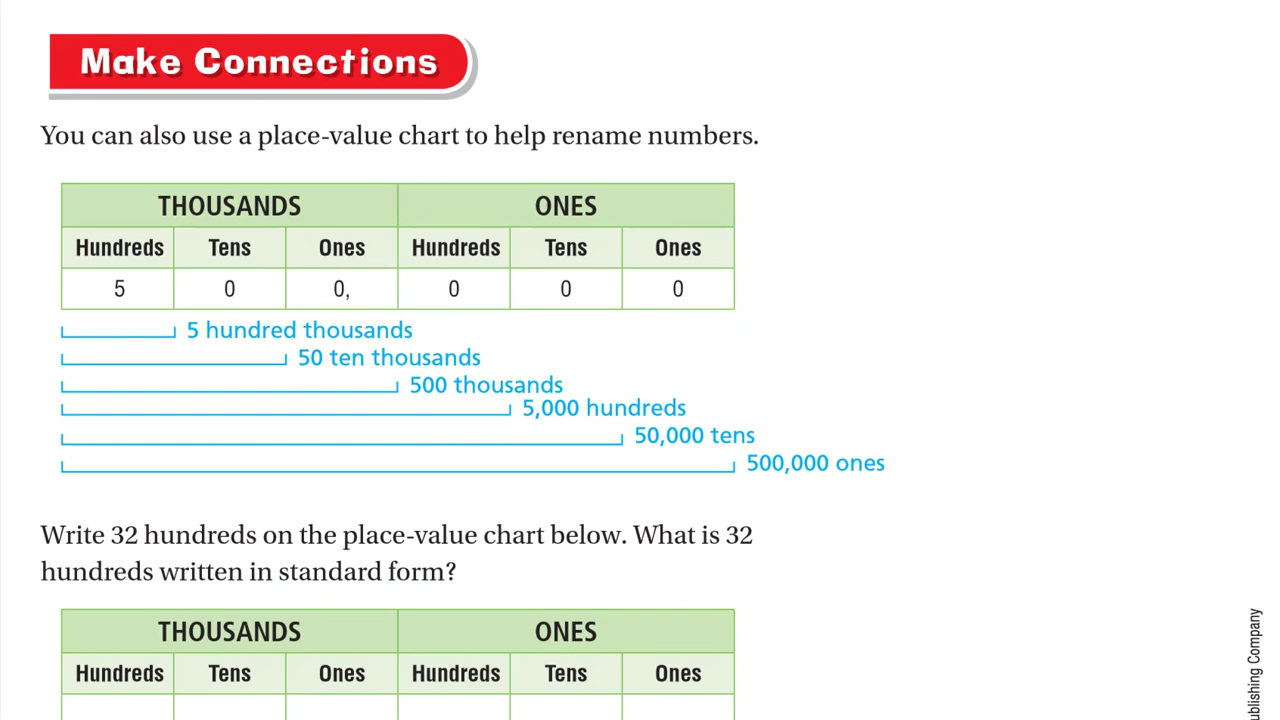 Make Connections
You can also use a place-value chart to help rename numbers.
THOUSANDS ONES
Hundreds Tens Ones Hundreds Tens Ones
5 0 0, 0 0 0
5 hundred thousands
50 ten thousands
500 thousands
5,000 hundreds
50,000 tens
500,000 ones
Write 32 hundreds on the place-value chart below. What is 32
hundreds written in standard form?
THOUSANDS ONES
Hundreds Tens Ones Hundreds Tens Ones
ublishing Company